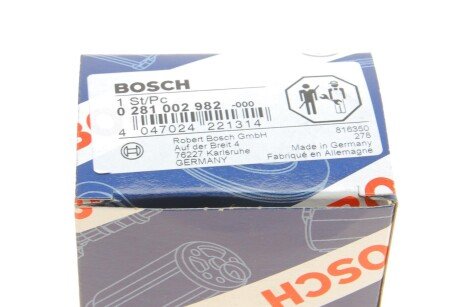 BOSCH
1 St/Pc
0 281 002 982 -000
4 047024 221314
Robert Bosch GmbH
Auf der Breit 4
76227 Karlsruhe
GERMANY
816350
278
Made in Germany
Fabriqué en Allemagne
BOSCH